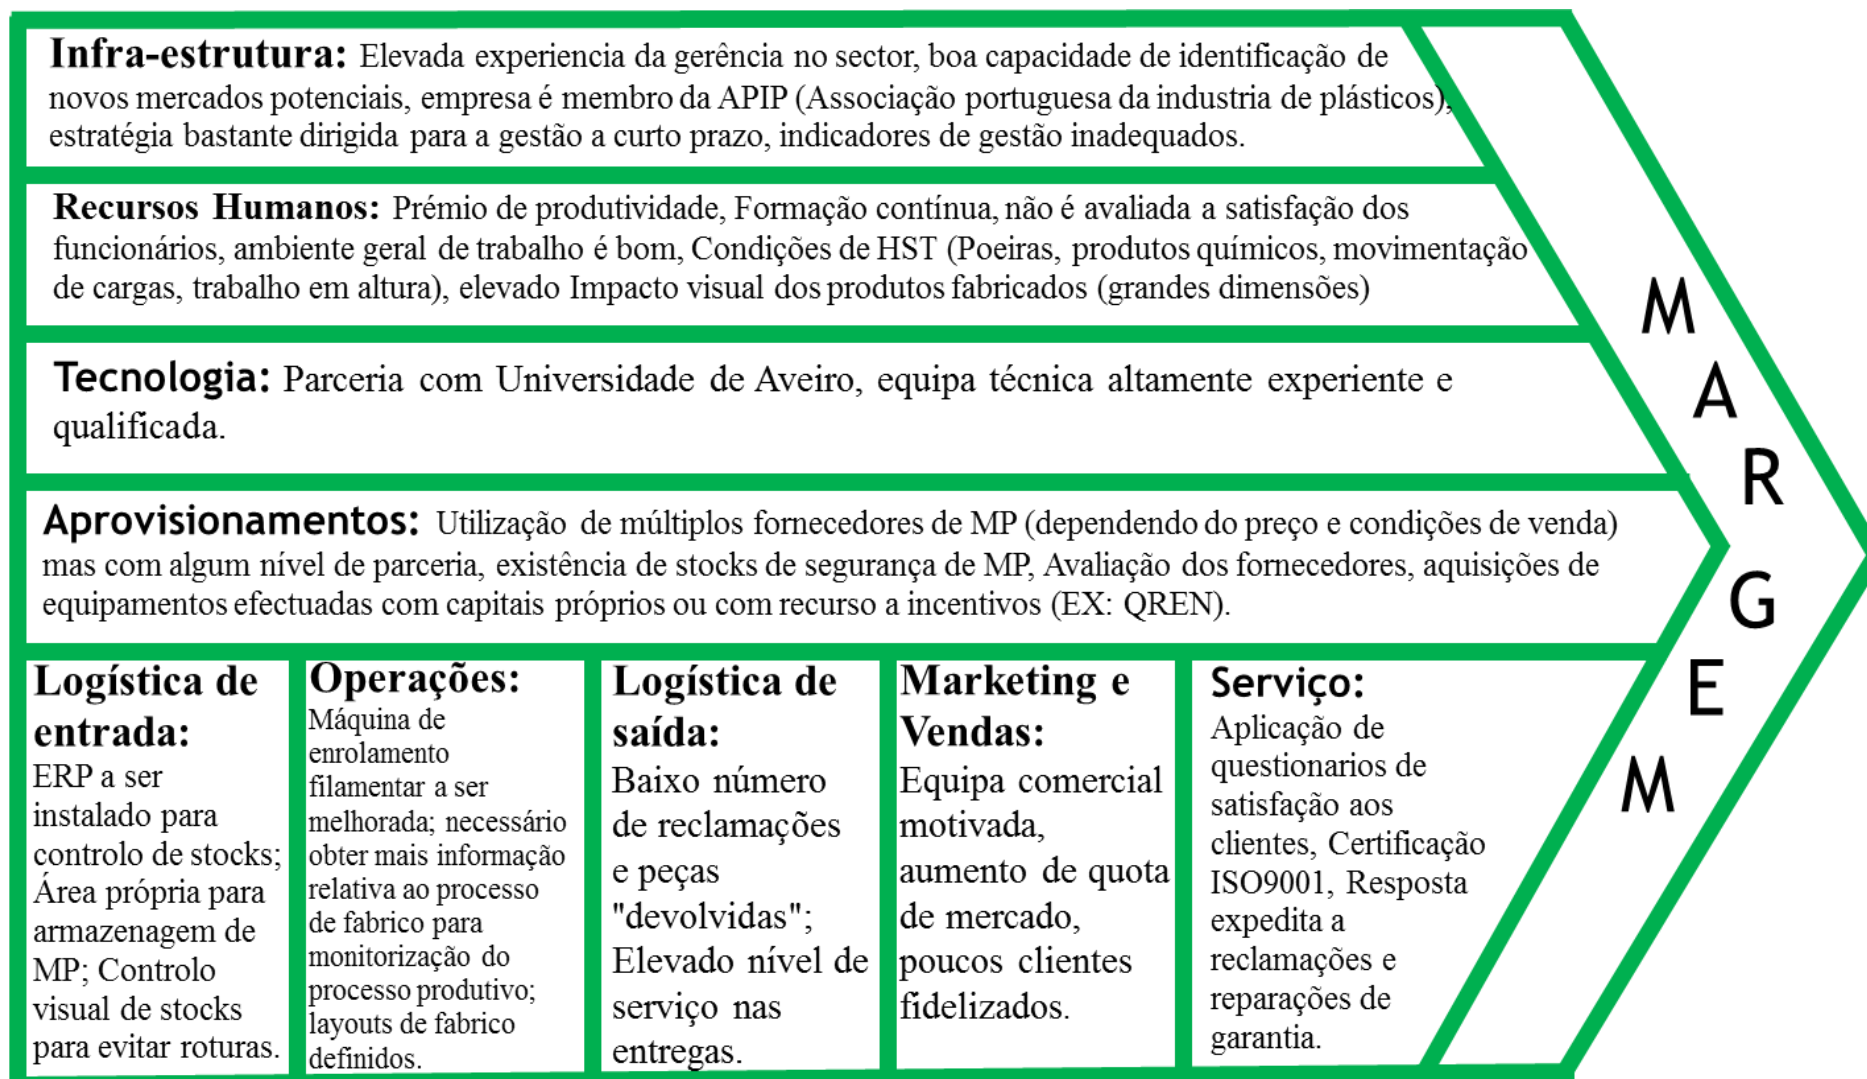 Infra-estrutura: Elevada experiencia da gerência no sector, boa capacidade de identificação de
novos mercados potenciais, empresa é membro da APIP (Associação portuguesa da industria de plásticos),
estratégia bastante dirigida para a gestão a curto prazo, indicadores de gestão inadequados.
Recursos Humanos: Prémio de produtividade, Formação contínua, não é avaliada a satisfação dos
funcionários, ambiente geral de trabalho é bom, Condições de HST (Poeiras, produtos químicos, movimentação
de cargas, trabalho em altura), elevado Impacto visual dos produtos fabricados (grandes dimensões)
Tecnologia: Parceria com Universidade de Aveiro, equipa técnica altamente experiente e
qualificada.
Aprovisionamentos: Utilização de múltiplos fornecedores de MP (dependendo do preço e condições de venda)
mas com algum nível de parceria, existência de stocks de segurança de MP, Avaliação dos fornecedores, aquisições de
equipamentos efectuadas com capitais próprios ou com recurso a incentivos (EX: QREN).
Logística de
entrada:
ERP a ser
instalado para
controlo de stocks;
Área própria para
armazenagem de
MP; Controlo
visual de stocks
para evitar roturas.
Operações:
Máquina de
enrolamento
filamentar a ser
melhorada; necessário
obter mais informação
relativa ao processo
de fabrico para
monitorização do
processo produtivo;
layouts de fabrico
definidos.
Logística de
saída:
Baixo número
de reclamações
e peças
"devolvidas";
Elevado nível de
serviço nas
entregas.
Marketing e
Vendas:
Equipa comercial
motivada,
aumento de quota
de mercado,
poucos clientes
fidelizados.
Serviço:
Aplicação de
questionarios de
satisfação aos
clientes, Certificação
ISO9001, Resposta
expedita a
reclamações e
reparações de
garantia.
M
A
R
G
E
M